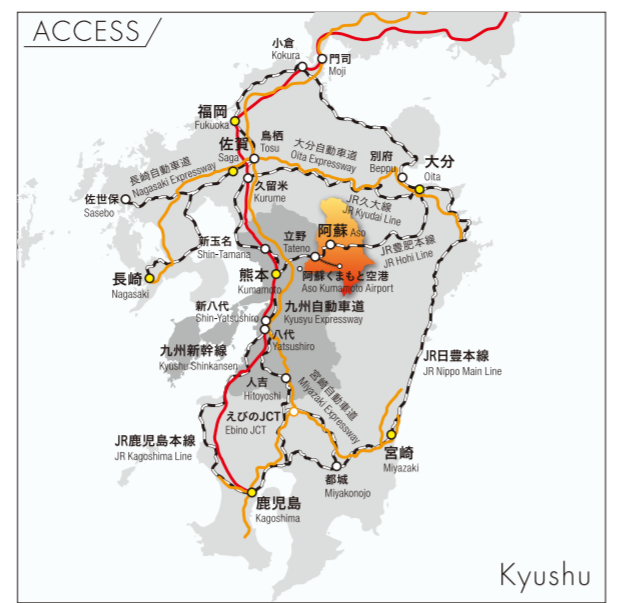 ACCESS
小倉
Kokura
門司
Moji
福岡
Fukuoka
鳥栖
Tosu
佐賀
Saga
大分自動車道
Oita Expressway
別府
Beppu
大分
Oita
長崎自動車道
Nagasaki Expressway
佐世保
Sasebo
久留米
Kurume
JR久大線
JR Kyudai Line
新玉名
Shin-Tamana
立野
Tateno
阿蘇 Aso
JR豊肥本線
JR Hohi Line
長崎
Nagasaki
熊本
Kumamoto
阿蘇くまもと空港
Aso Kumamoto Airport
新八代
Shin-Yatsushiro
九州自動車道
Kyusyu Expressway
八代
Yatsushiro
九州新幹線
Kyushu Shinkansen
JR日豊本線
JR Nippo Main Line
人吉
Hitoyoshi
宮崎自動車道
Miyazaki Expressway
えびのJCT
Ebino JCT
JR鹿児島本線
JR Kagoshima Line
宮崎
Miyazaki
都城
Miyakonojo
鹿児島
Kagoshima
Kyushu